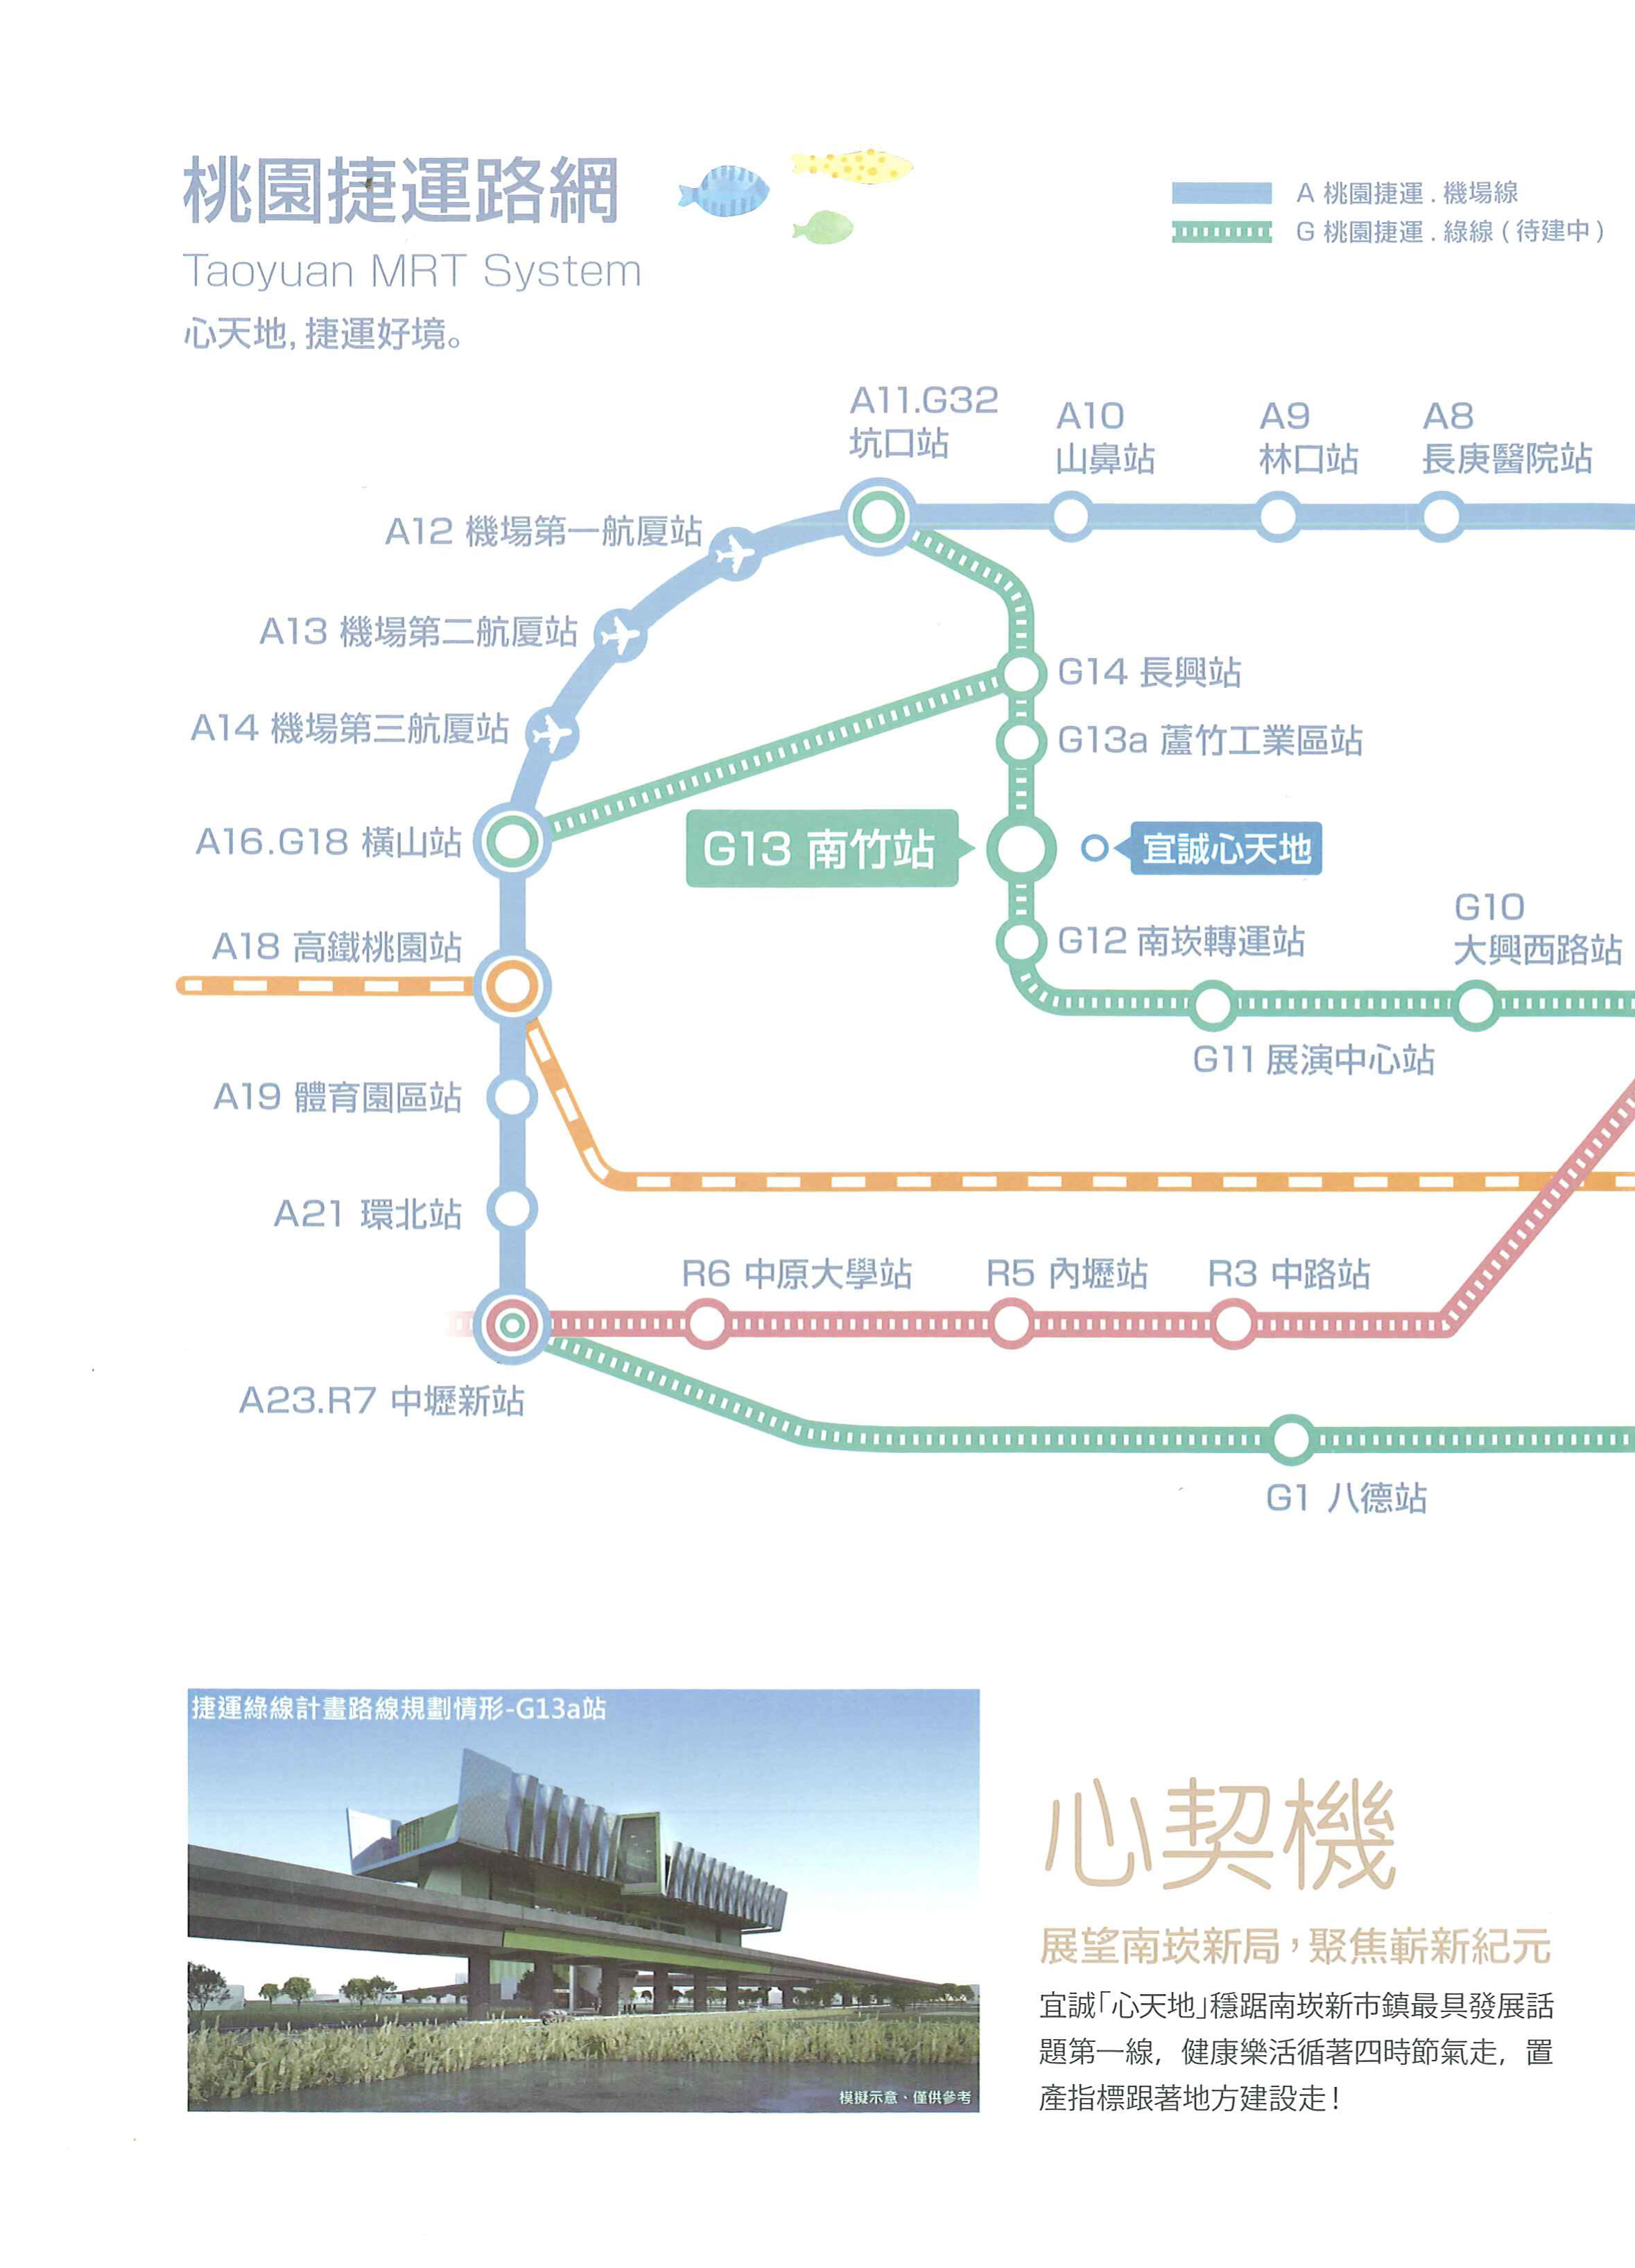 桃園捷運路網
Taoyuan MRT System
心天地, 捷運好境。
A 桃園捷運 . 機場線
G 桃園捷運 . 綠線 ( 待建中 )
A11.G32
坑口站
A10
山鼻站
A9
林口站
A8
長庚醫院站
A12 機場第一航厦站
A13 機場第二航厦站
A14 機場第三航厦站
G14 長興站
G13a 蘆竹工業區站
A16.G18 橫山站
G13 南竹站
宜誠心天地
A18 高鐵桃園站
G12 南崁轉運站
G10
大興西路站
G11 展演中心站
A19 體育園區站
A21 環北站
R6 中原大學站
R5 內壢站
R3 中路站
A23.R7 中壢新站
G1 八德站
捷運綠線計畫路線規劃情形-G13a站
模擬示意、僅供參考
心契機
展望南崁新局，聚焦嶄新紀元
宜誠「心天地」穩踞南崁新市鎮最具發展話
題第一線, 健康樂活循著四時節氣走, 置
產指標跟著地方建設走!